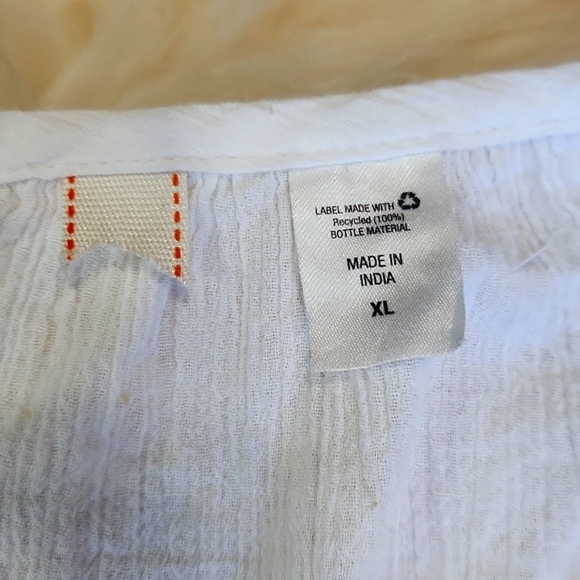 LABEL MADE WITH
Recycled (100%)
BOTTLE MATERIAL
MADE IN
INDIA
XL